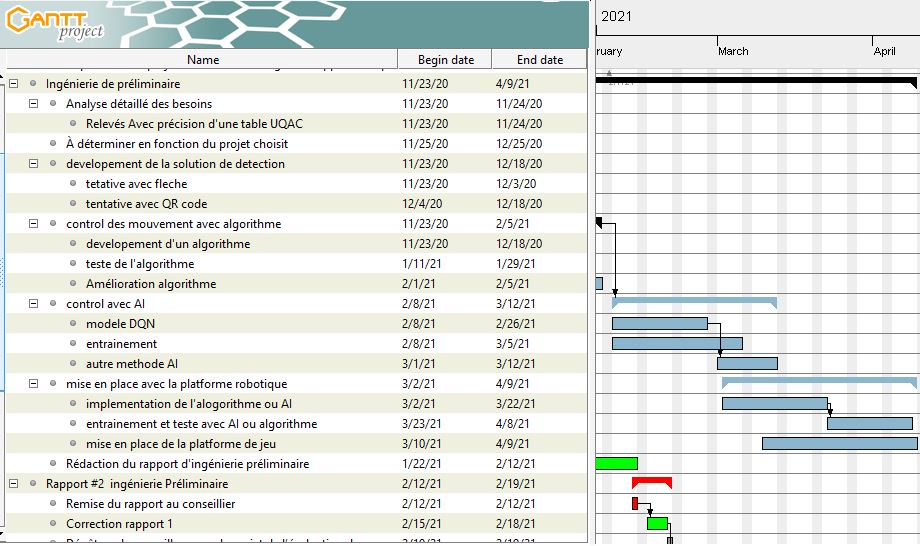 GANTT project
2021
Name Begin date End date
ruary March April
Ingénierie de préliminaire 11/23/20 4/9/21
Analyse détaillé des besoins 11/23/20 11/24/20
Relevés Avec précision d'une table UQAC 11/23/20 11/24/20
À déterminer en fonction du projet choisit 11/25/20 12/25/20
developement de la solution de detection 11/23/20 12/18/20
tetative avec fleche 11/23/20 12/3/20
tentative avec QR code 12/4/20 12/18/20
control des mouvement avec algorithme 11/23/20 2/5/21
developement d'un algorithme 11/23/20 12/18/20
teste de l'algorithme 1/11/21 1/29/21
Amélioration algorithme 2/1/21 2/5/21
control avec AI 2/8/21 3/12/21
modele DQN 2/8/21 2/26/21
entrainement 2/8/21 3/5/21
autre methode AI 3/1/21 3/12/21
mise en place avec la platforme robotique 3/2/21 4/9/21
implementation de l'alogorithme ou AI 3/2/21 3/22/21
entrainement et teste avec AI ou algorithme 3/23/21 4/8/21
mise en place de la platforme de jeu 3/10/21 4/9/21
Rédaction du rapport d'ingénierie préliminaire 1/22/21 2/12/21
Rapport #2 ingénierie Préliminaire 2/12/21 2/19/21
Remise du rapport au conseillier 2/12/21 2/12/21
Correction rapport 1 2/15/21 2/18/21